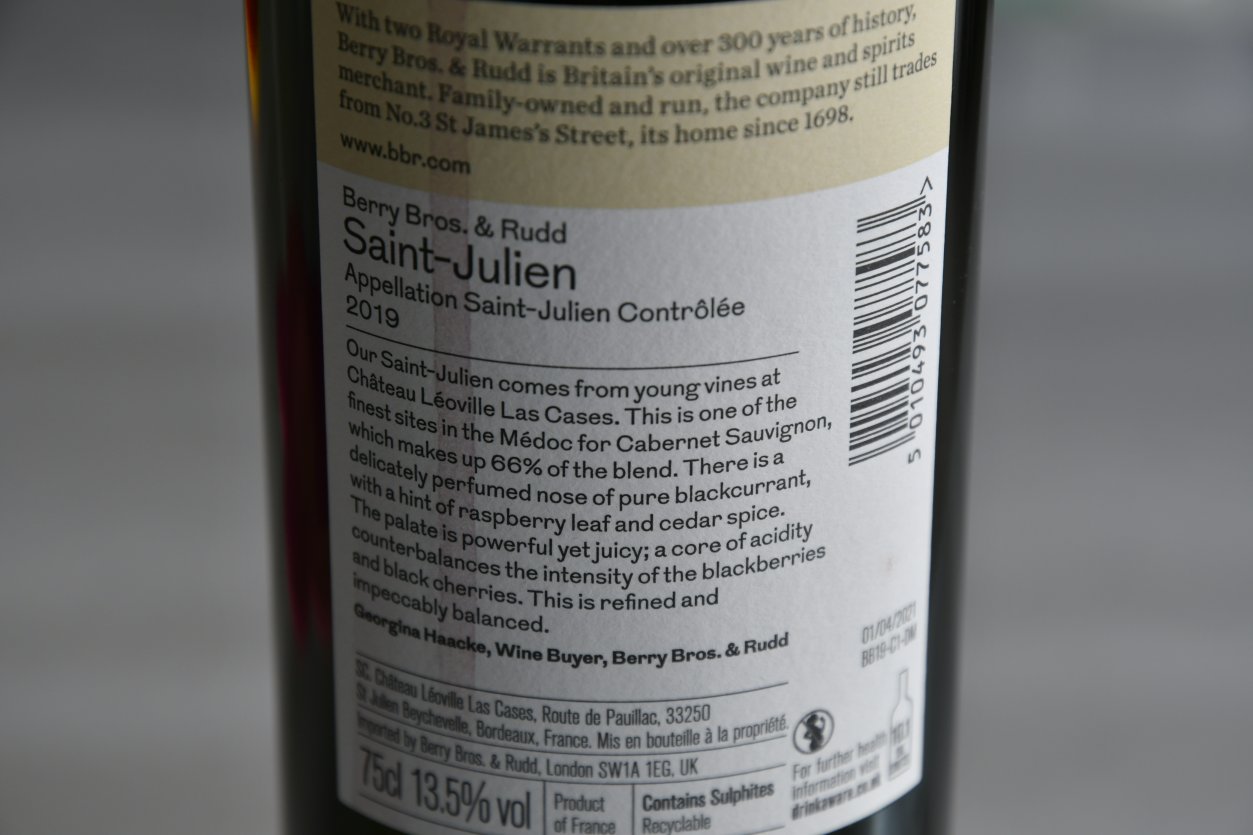 With two Royal Warrants and over 300 years of history,
Berry Bros. & Rudd is Britain's original wine and spirits
merchant. Family-owned and run, the company still trades
from No.3 St James's Street, its home since 1698.
www.bbr.com
Berry Bros. & Rudd
Saint-Julien
Appellation Saint-Julien Contrôlée
2019
Our Saint-Julien comes from young vines at
Château Léoville Las Cases. This is one of the
finest sites in the Médoc for Cabernet Sauvignon,
which makes up 66% of the blend. There is a
delicately perfumed nose of pure blackcurrant,
with a hint of raspberry leaf and cedar spice.
The palate is powerful yet juicy; a core of acidity
counterbalances the intensity of the blackberries
and black cherries. This is refined and
impeccably balanced.
Georgina Haacke, Wine Buyer, Berry Bros. & Rudd
SC. Château Léoville Las Cases, Route de Pauillac, 33250
St Julien Beychevelle, Bordeaux, France. Mis en bouteille à la propriété.
Imported by Berry Bros. & Rudd, London SW1A 1EG, UK
75cl 13.5% vol
Product
of France
Contains Sulphites
Recyclable
5 010493 077583 >
01/04/2021
BB19-C1-DM
10.1
For further health
information visit
drinkaware.co.uk